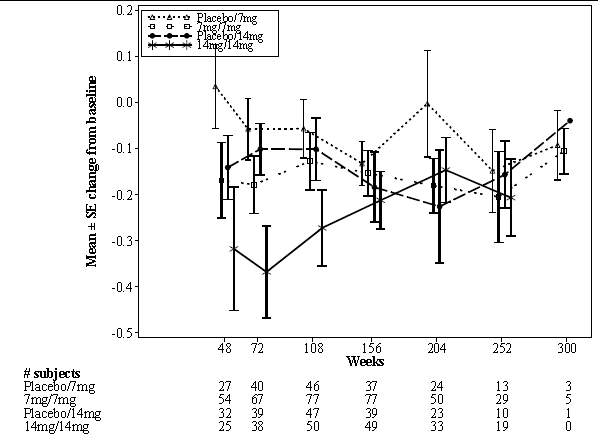 0.2
0.1
0.0
-0.1
-0.2
-0.3
-0.4
-0.5
Mean ± SE change from baseline
Placebo/7mg
7mg/7mg
Placebo/14mg
14mg/14mg
48 72 108 156 204 252 300
Weeks
# subjects
Placebo/7mg 27 40 46 37 24 13 3
7mg/7mg 54 67 77 77 50 29 5
Placebo/14mg 32 39 47 39 23 10 1
14mg/14mg 25 38 50 49 33 19 0